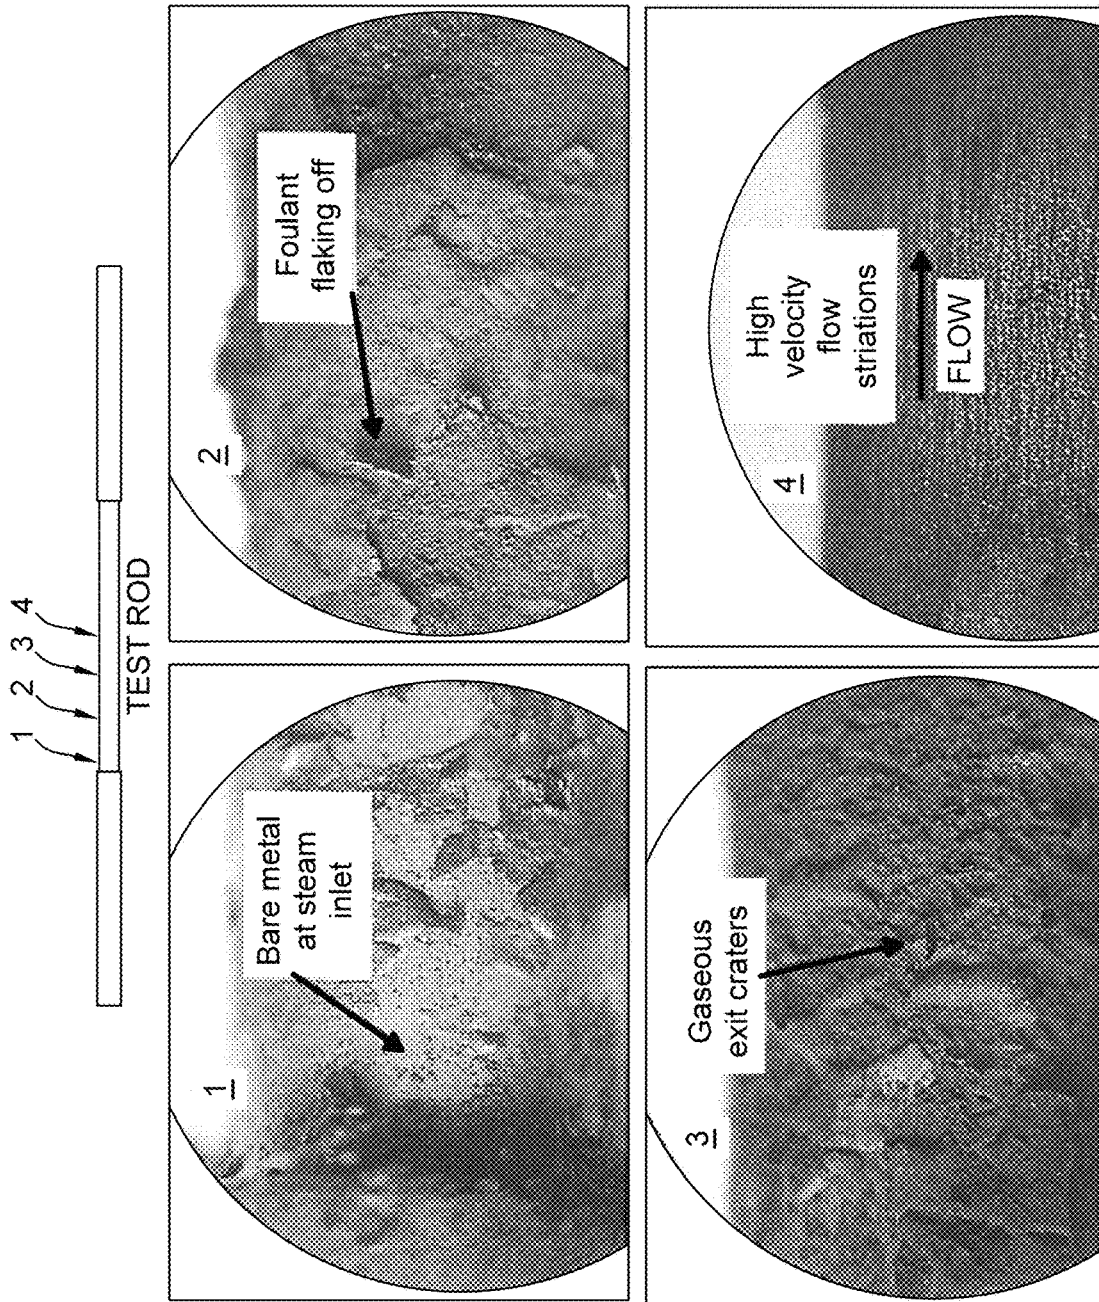 1
2
3
4
TEST ROD
1
Bare metal
at steam
inlet
2
Foulant
flaking off
3
Gaseous
exit craters
4
High
velocity
flow
striations
FLOW